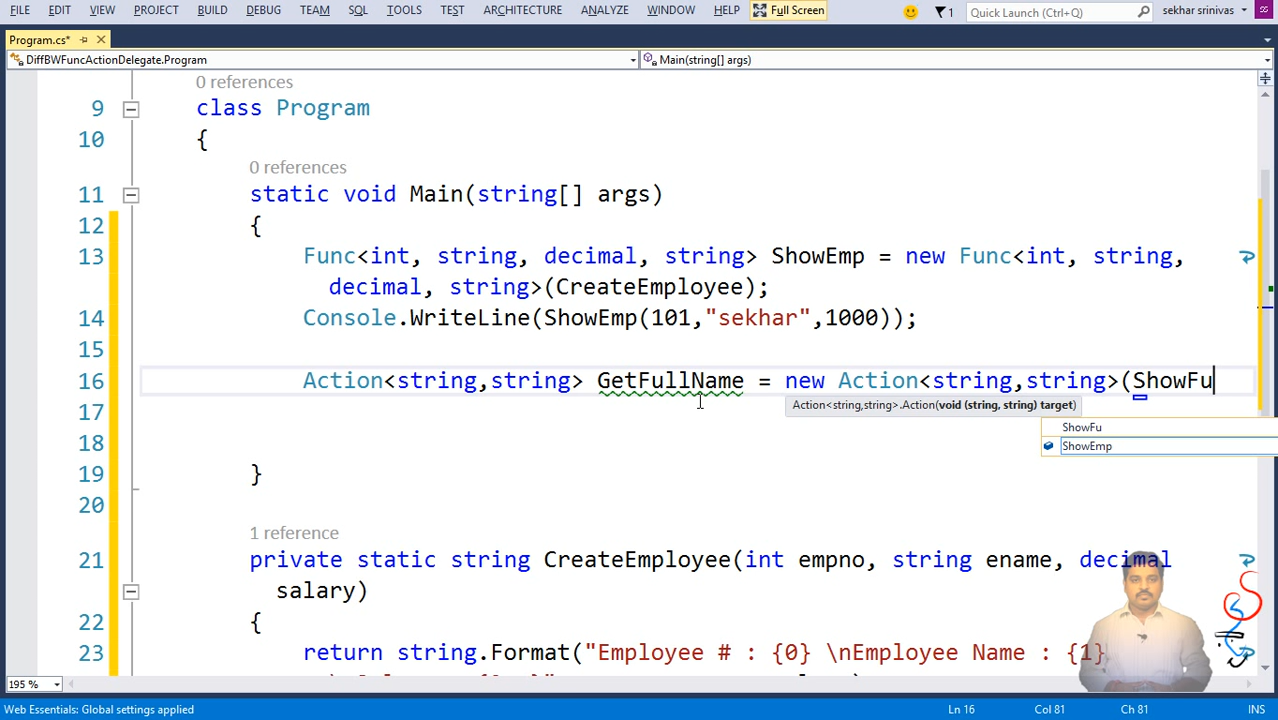 FILE EDIT VIEW PROJECT BUILD DEBUG TEAM SQL TOOLS TEST ARCHITECTURE ANALYZE WINDOW HELP Full Screen 1 Quick Launch (Ctrl+Q) sekhar srinivas SS
Program.cs*
DiffBWFuncActionDelegate.Program Main(string[] args)
0 references
9 class Program
10 {
0 references
11 static void Main(string[] args)
12 {
13 Func<int, string, decimal, string> ShowEmp = new Func<int, string,
decimal, string>(CreateEmployee);
14 Console.WriteLine(ShowEmp(101,"sekhar",1000));
15
16 Action<string,string> GetFullName = new Action<string,string>(ShowFu
Action<string,string>.Action(void (string, string) target)
17
ShowFu
18
ShowEmp
19 }
20
1 reference
21 private static string CreateEmployee(int empno, string ename, decimal
salary)
22 {
23 return string.Format("Employee # : {0} \nEmployee Name : {1}
195 %
Web Essentials: Global settings applied Ln 16 Col 81 Ch 81 INS